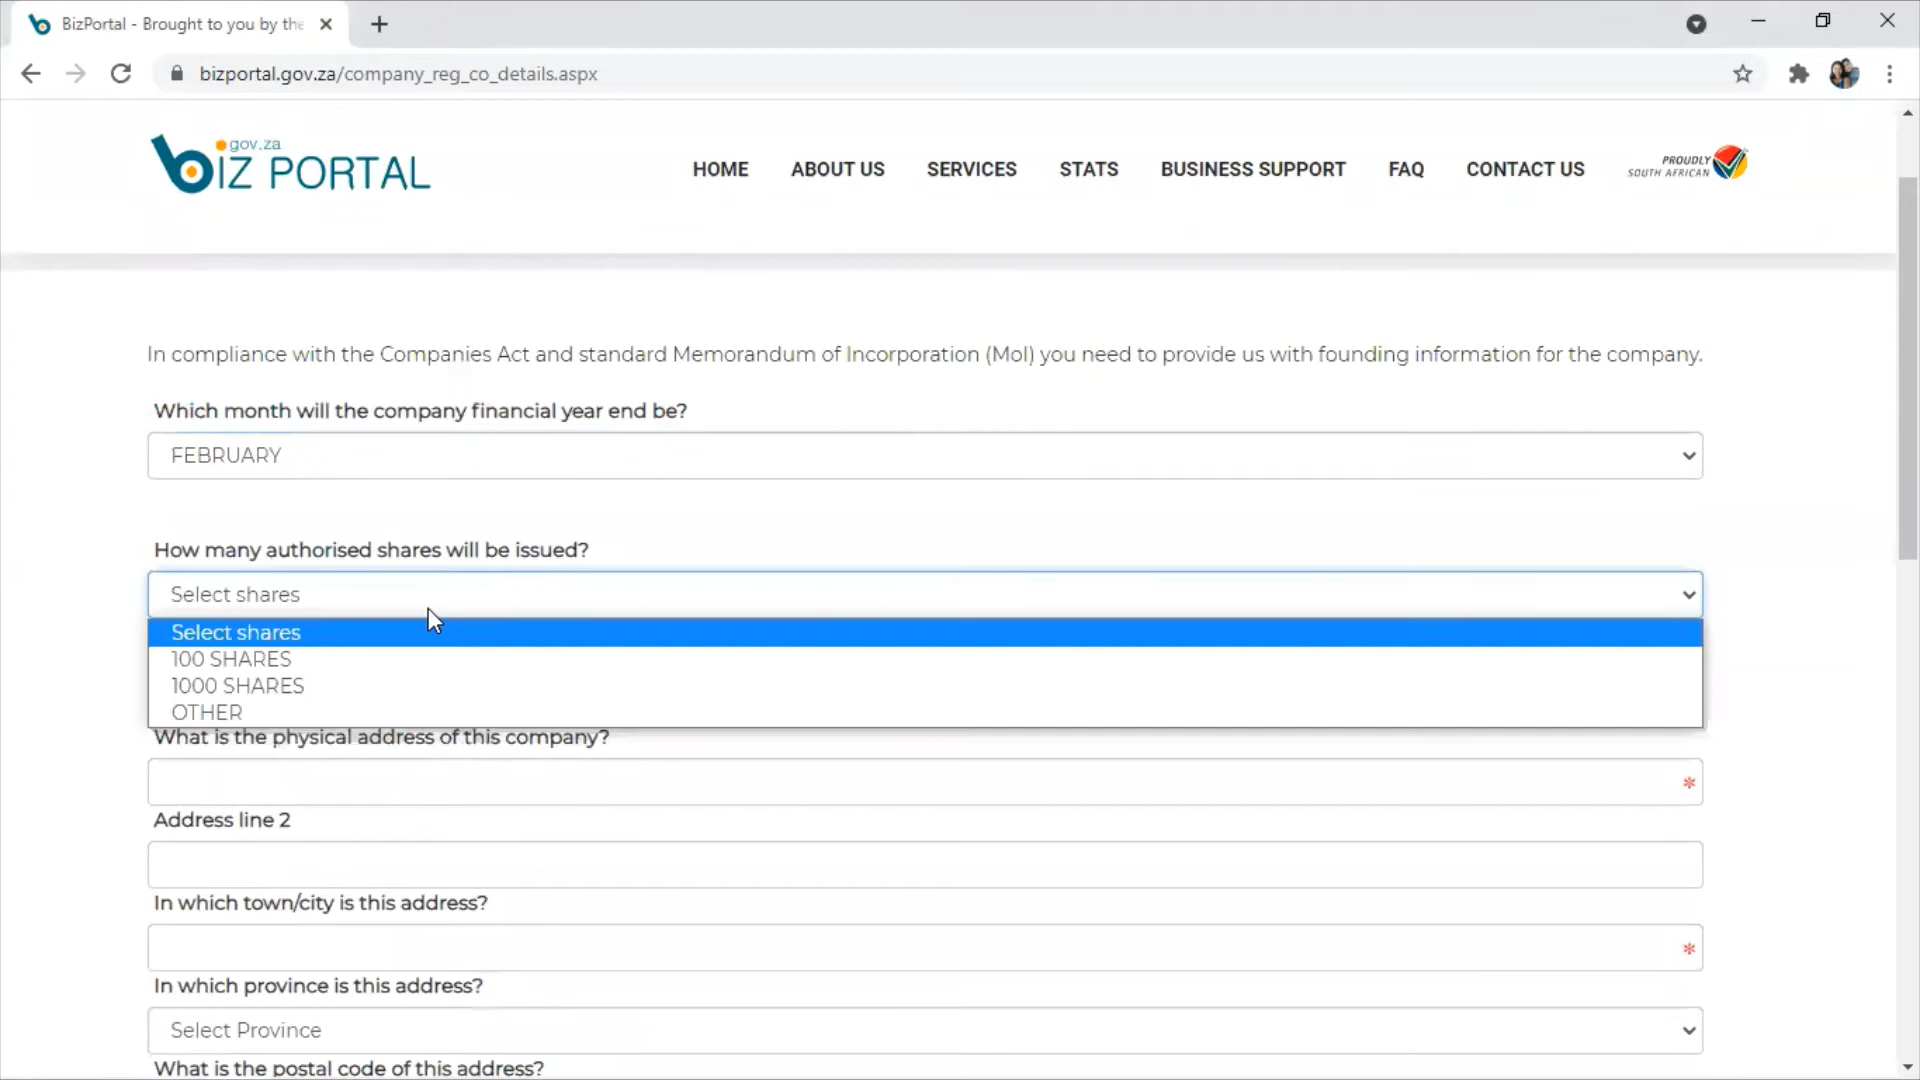 BizPortal - Brought to you by the
bizportal.gov.za/company_reg_co_details.aspx
gov.za
biz PORTAL
HOME
ABOUT US
SERVICES
STATS
BUSINESS SUPPORT
FAQ
CONTACT US
PROUDLY
SOUTH AFRICAN
In compliance with the Companies Act and standard Memorandum of Incorporation (MoI) you need to provide us with founding information for the company.
Which month will the company financial year end be?
FEBRUARY
How many authorised shares will be issued?
Select shares
Select shares
100 SHARES
1000 SHARES
OTHER
What is the physical address of this company?
*
Address line 2
In which town/city is this address?
*
In which province is this address?
Select Province
What is the postal code of this address?